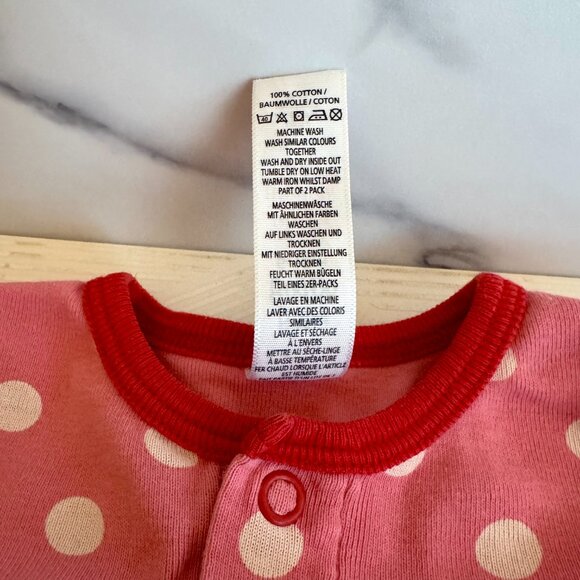 100% COTTON /
BAUMWOLLE / COTON
40
MACHINE WASH
WASH SIMILAR COLOURS
TOGETHER
WASH AND DRY INSIDE OUT
TUMBLE DRY ON LOW HEAT
WARM IRON WHILST DAMP
PART OF 2 PACK
MASCHINENWÄSCHE
MIT ÄHNLICHEN FARBEN
WASCHEN
AUF LINKS WASCHEN UND
TROCKNEN
MIT NIEDRIGER EINSTELLUNG
TROCKNEN
FEUCHT WARM BÜGELN
TEIL EINES 2ER-PACKS
LAVAGE EN MACHINE
LAVER AVEC DES COLORIS
SIMILAIRES
LAVAGE ET SÉCHAGE
À L'ENVERS
METTRE AU SÈCHE-LINGE
À BASSE TEMPÉRATURE
FER CHAUD LORSQUE L'ARTICLE
EST HUMIDE